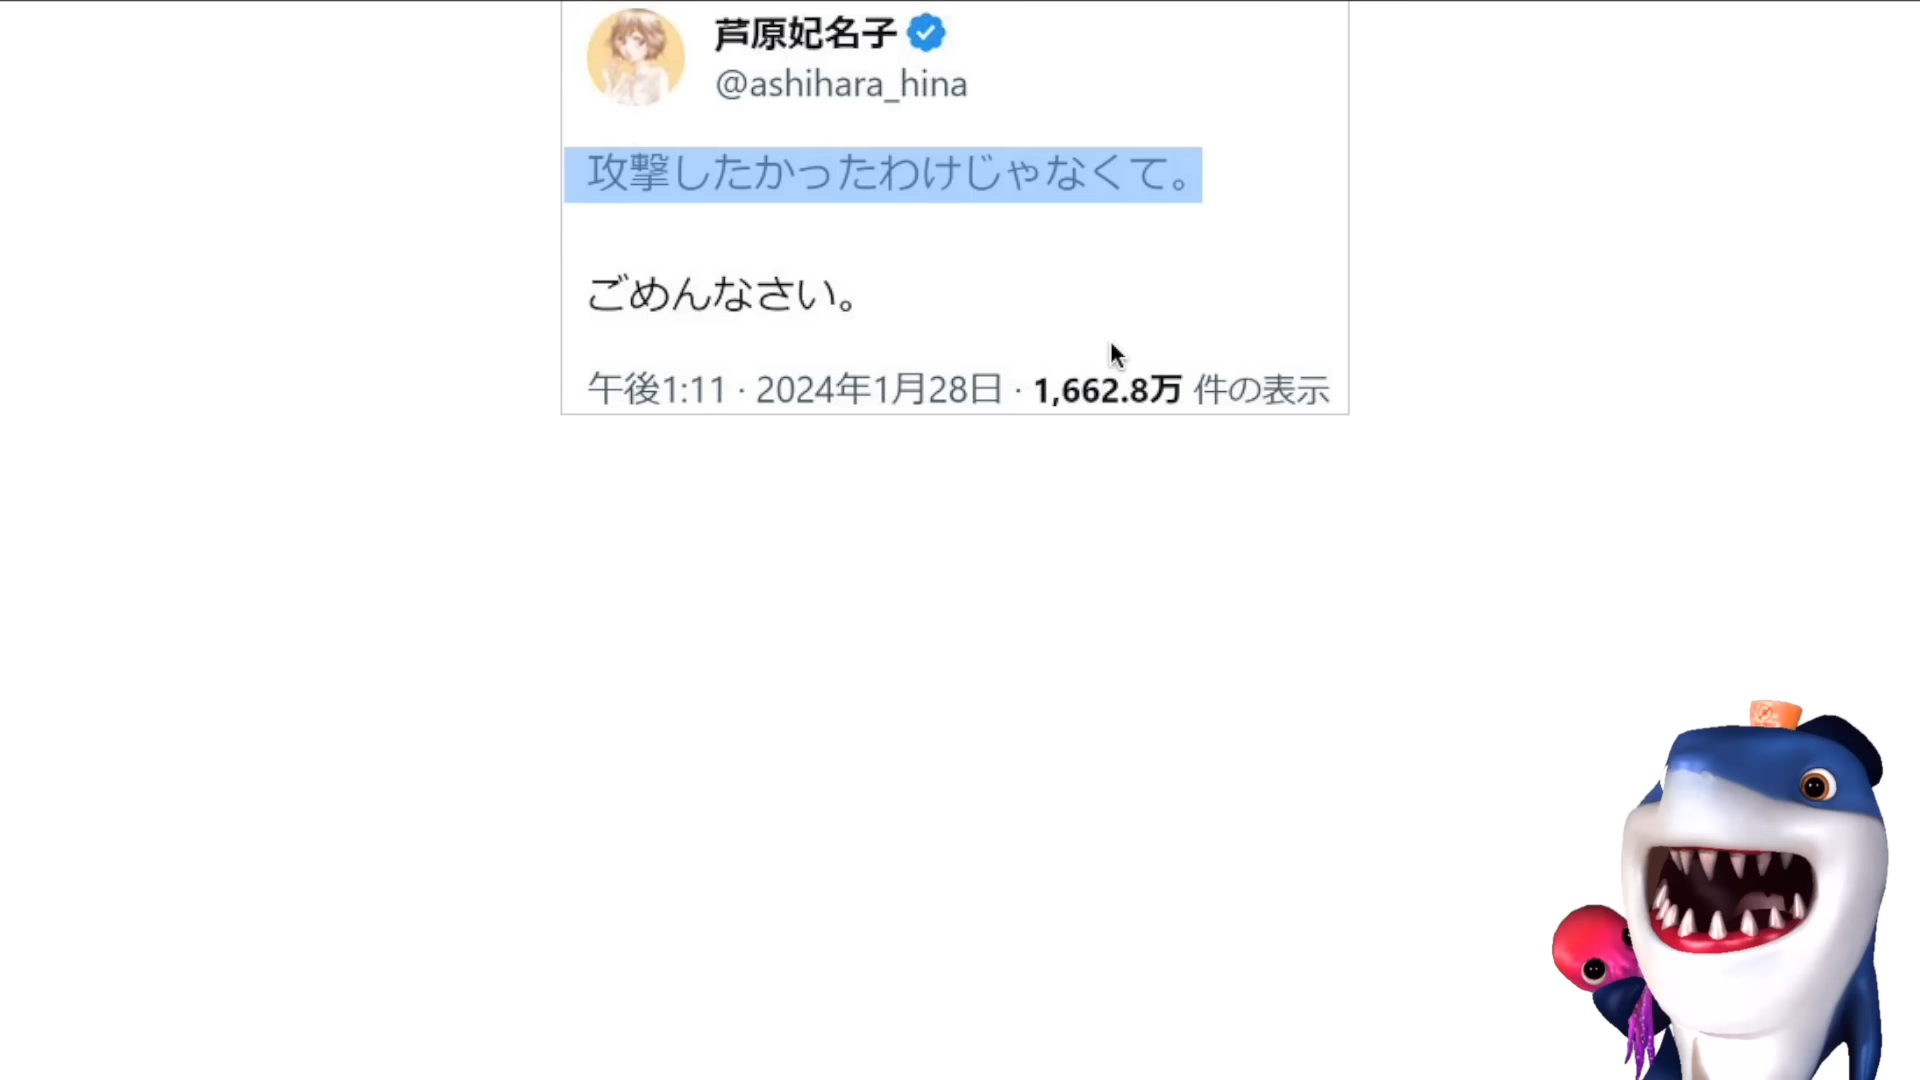 芦原妃名子
@ashihara_hina
攻撃したかったわけじゃなくて。
ごめんなさい。
午後1:11 · 2024年1月28日 · 1,662.8万 件の表示